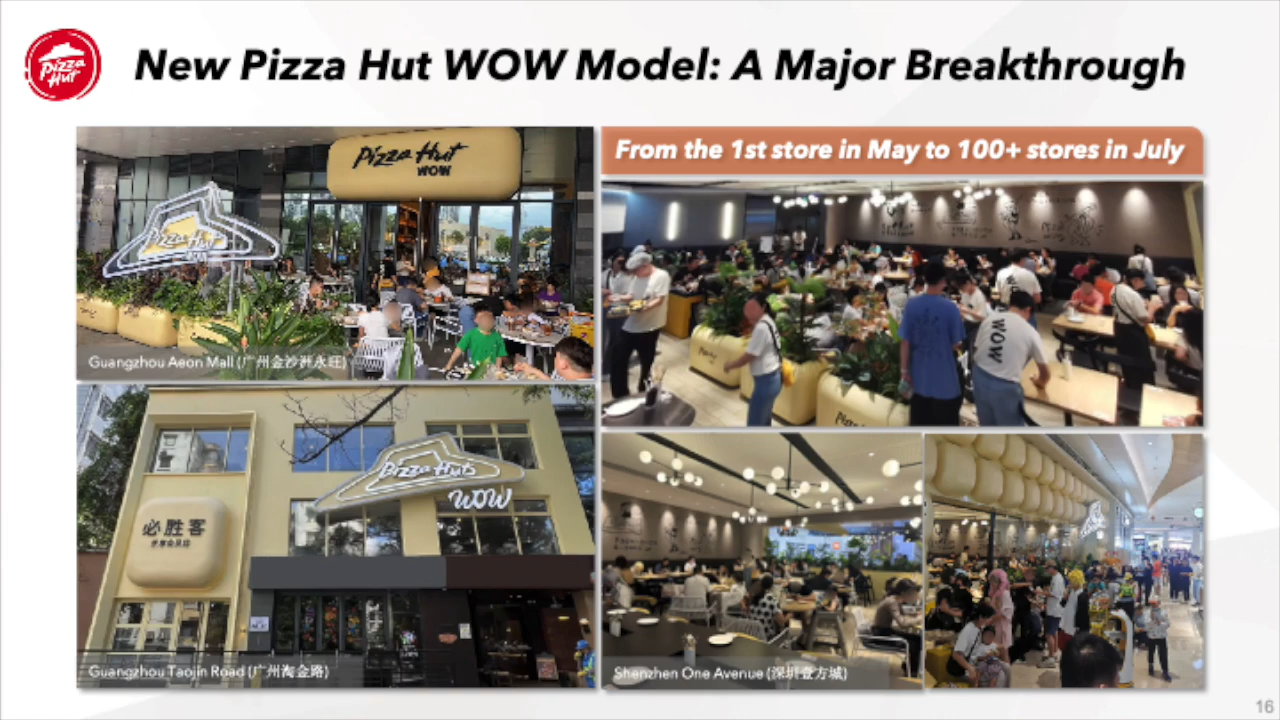 Pizza Hut
New Pizza Hut WOW Model: A Major Breakthrough
Pizza Hut
WOW
Pizza Hut
Guangzhou Aeon Mall (广州金沙洲永旺)
From the 1st store in May to 100+ stores in July
WOW
Pizza Hut
WOW
必胜客
Guangzhou Taojin Road (广州淘金路)
Shenzhen One Avenue (深圳壹方城)
16